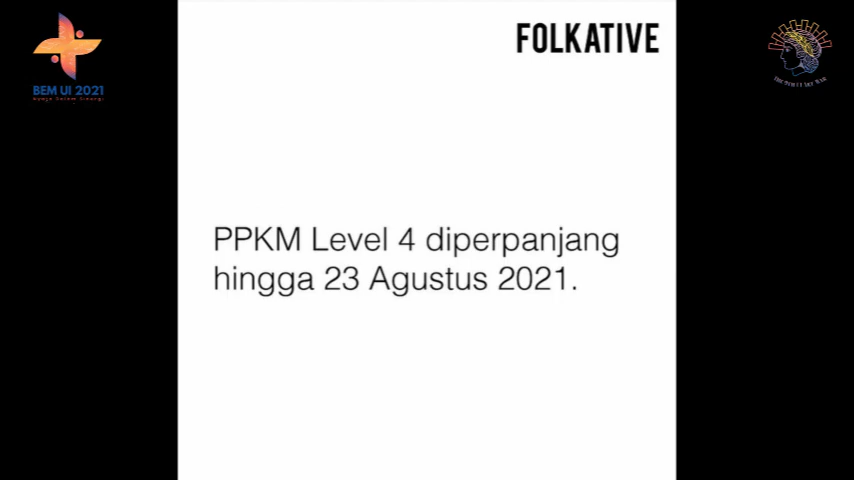 FOLKATIVE
BEM UI 2021
PPKM Level 4 diperpanjang
hingga 23 Agustus 2021.